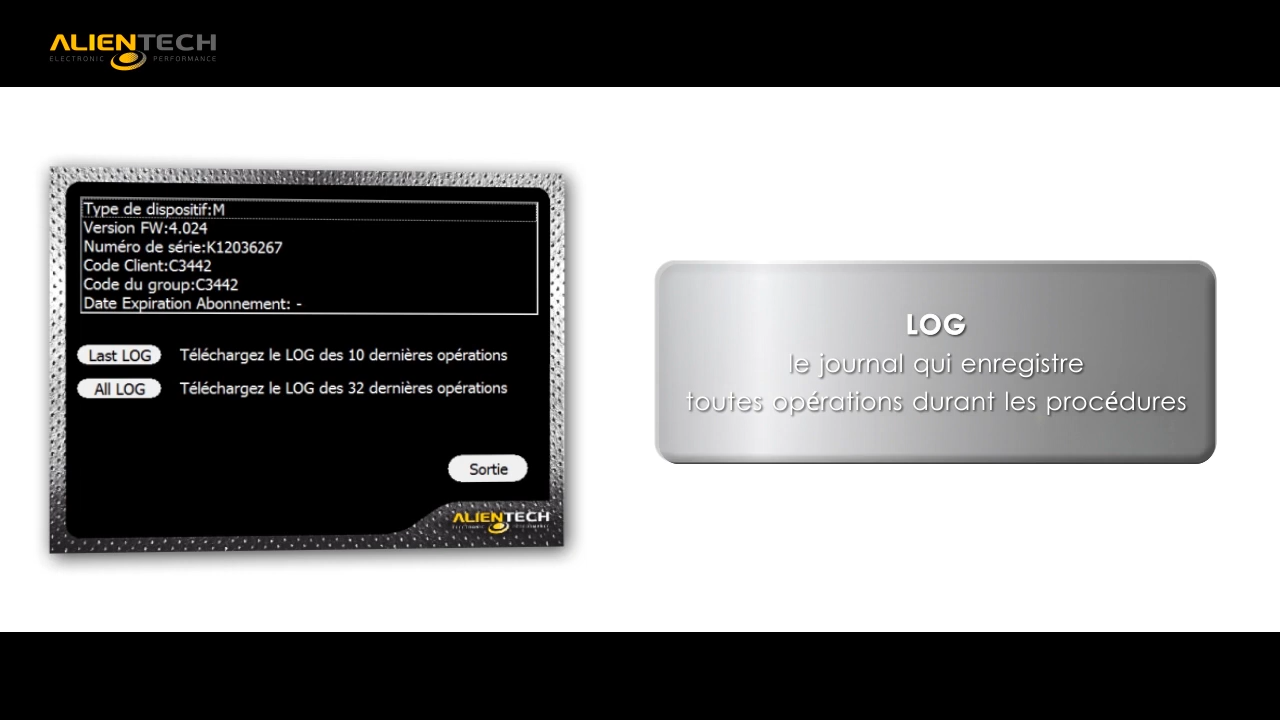 ALIENTECH
ELECTRONIC PERFORMANCE
Type de dispositif:M
Version FW:4.024
Numéro de série:K12036267
Code Client:C3442
Code du group:C3442
Date Expiration Abonnement: -
Last LOG Téléchargez le LOG des 10 dernières opérations
All LOG Téléchargez le LOG des 32 dernières opérations
Sortie
ALIENTECH
ELECTRONIC PERFORMANCE
LOG
le journal qui enregistre
toutes opérations durant les procédures